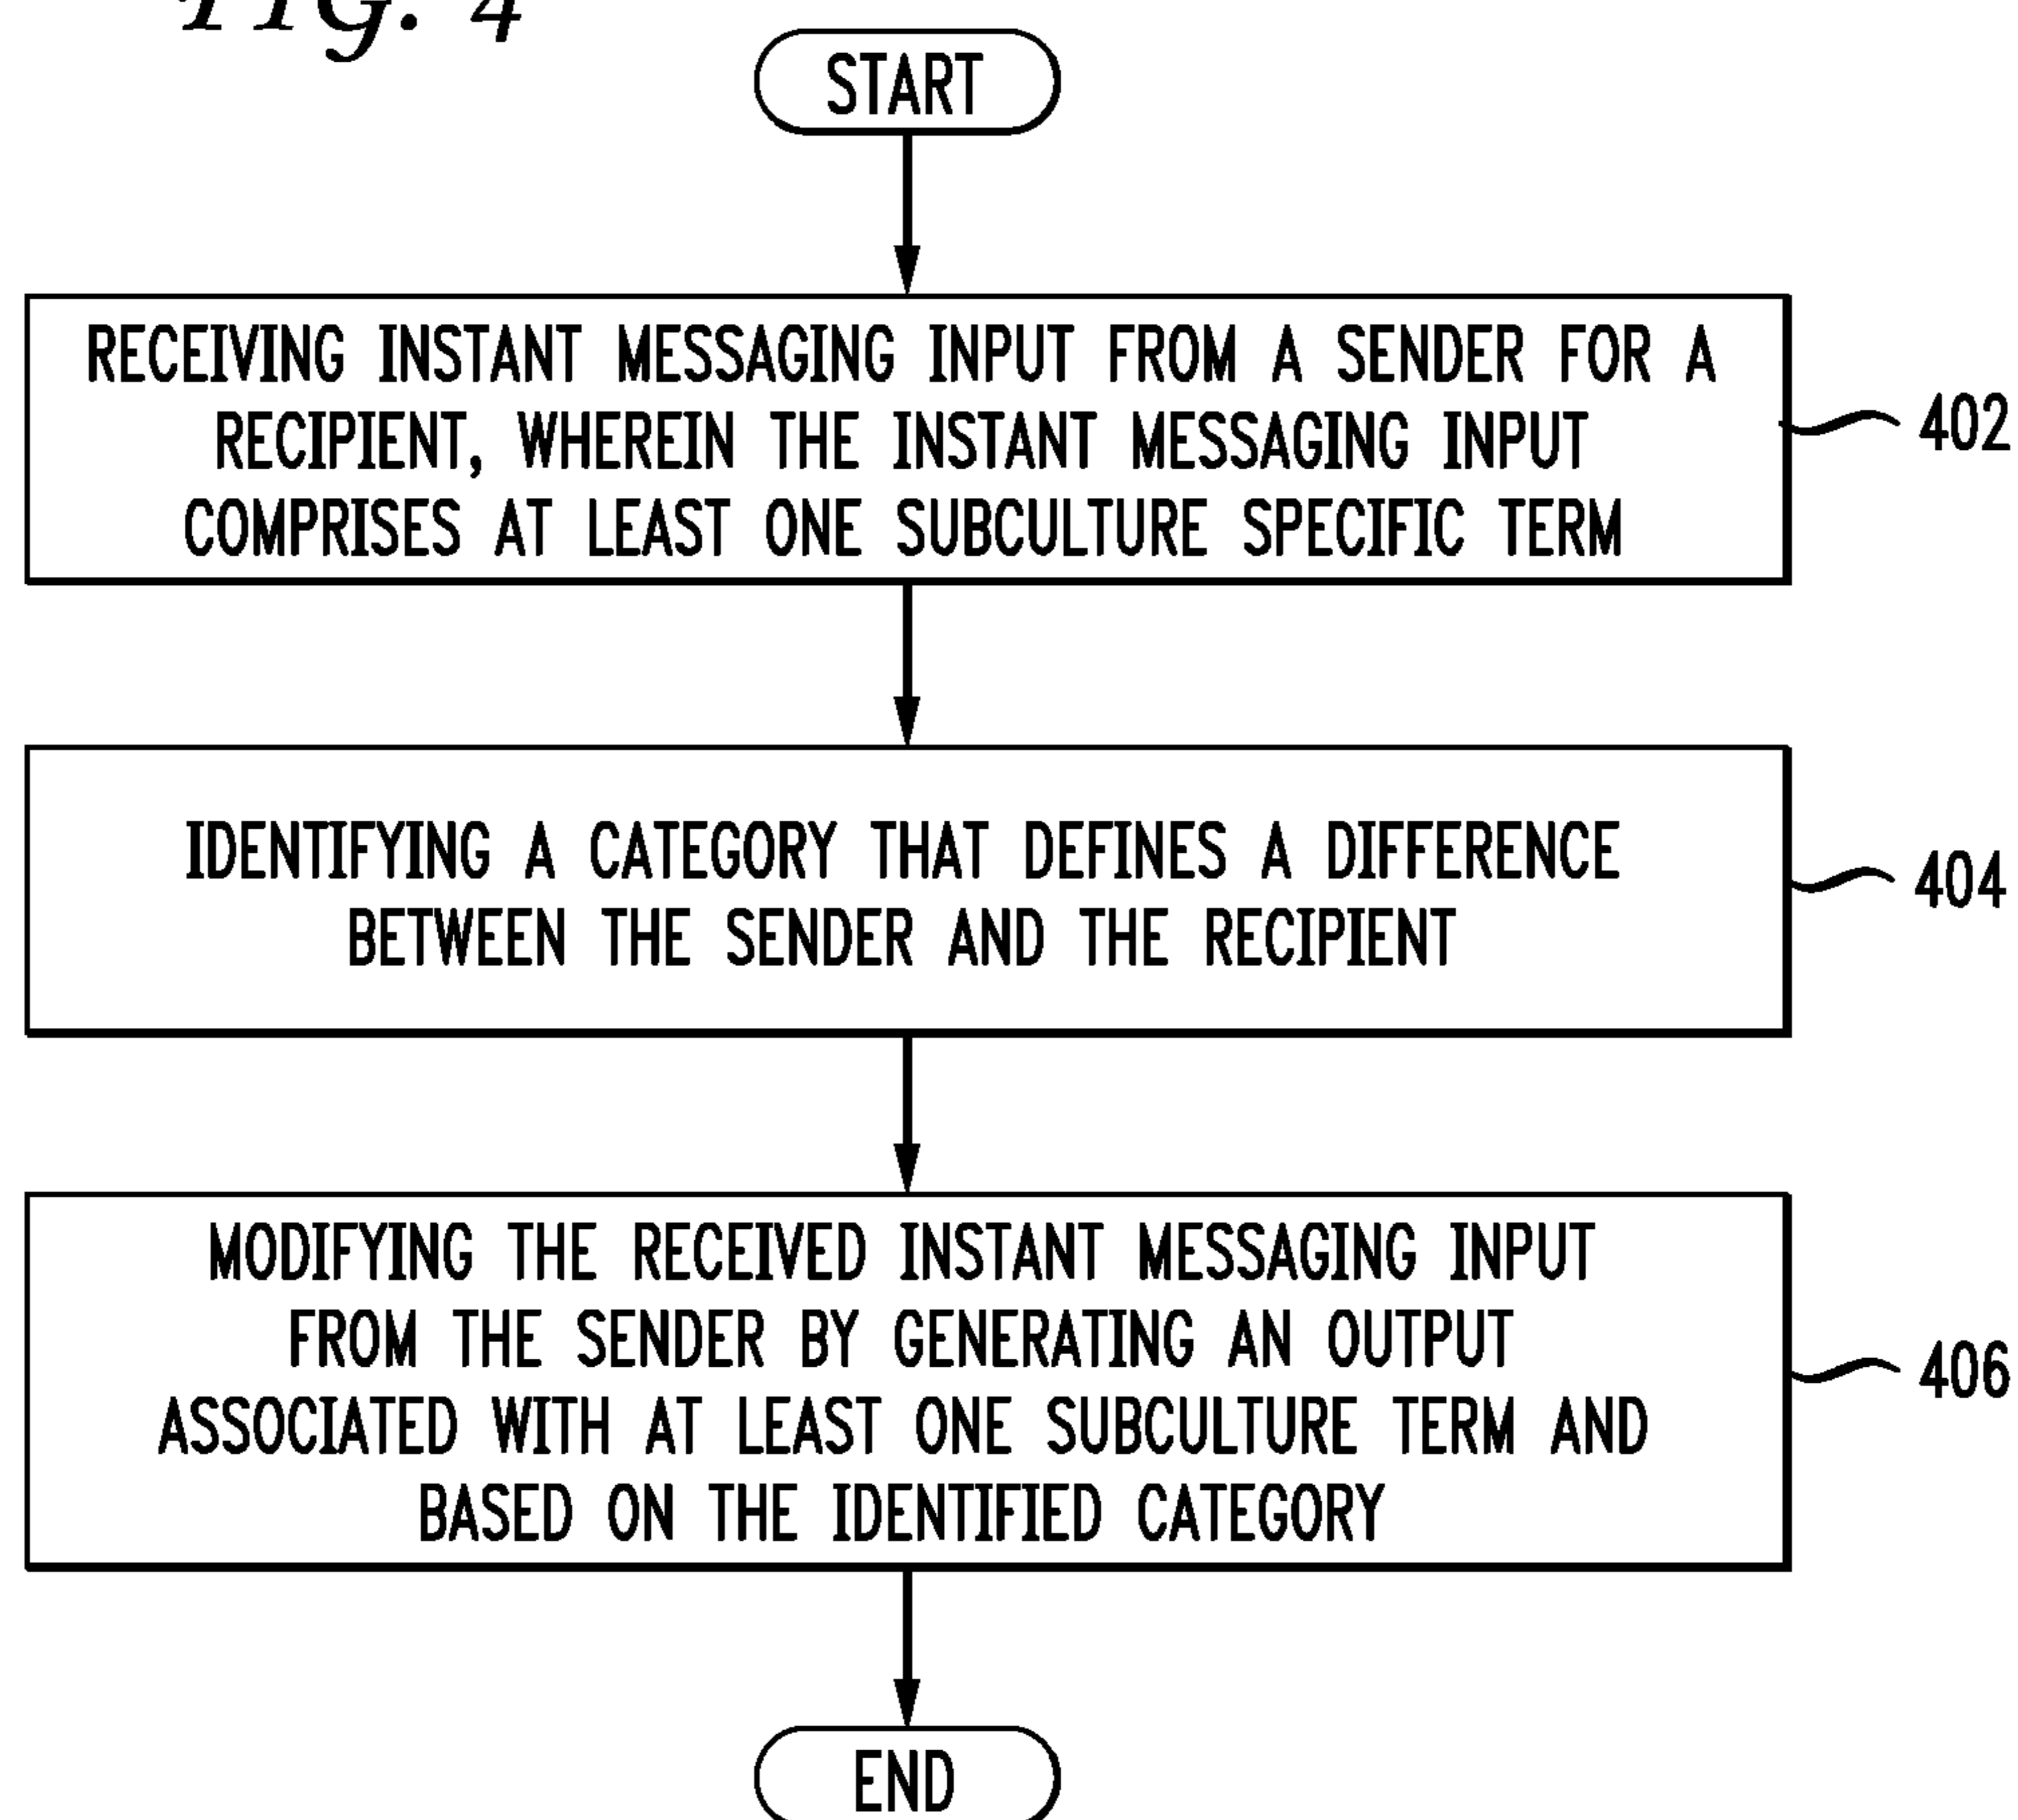 FIG. 4
START
RECEIVING INSTANT MESSAGING INPUT FROM A SENDER FOR A
RECIPIENT, WHEREIN THE INSTANT MESSAGING INPUT
COMPRISES AT LEAST ONE SUBCULTURE SPECIFIC TERM
402
IDENTIFYING A CATEGORY THAT DEFINES A DIFFERENCE
BETWEEN THE SENDER AND THE RECIPIENT
404
MODIFYING THE RECEIVED INSTANT MESSAGING INPUT
FROM THE SENDER BY GENERATING AN OUTPUT
ASSOCIATED WITH AT LEAST ONE SUBCULTURE TERM AND
BASED ON THE IDENTIFIED CATEGORY
406
END